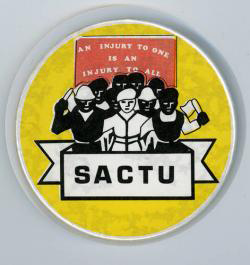 AN INJURY TO ONE
IS AN
INJURY TO ALL
SACTU